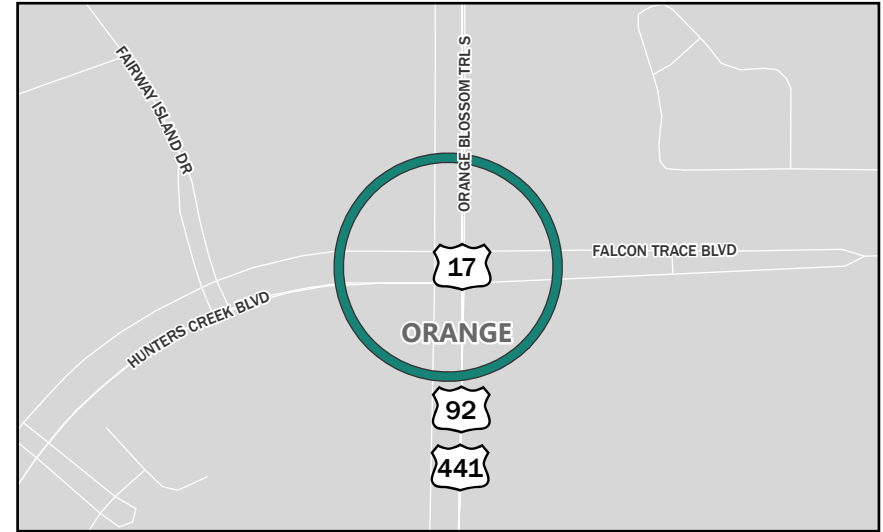 FAIRWAY ISLAND DR
ORANGE BLOSSOM TRL S
FALCON TRACE BLVD
17
HUNTERS CREEK BLVD
ORANGE
92
441